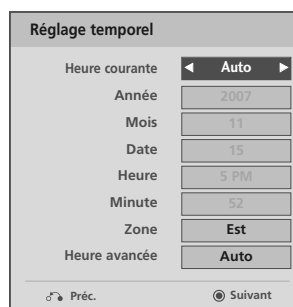 Réglage temporel
Heure courante ◄ Auto ►
Année 2007
Mois 11
Date 15
Heure 5 PM
Minute 52
Zone Est
Heure avancée Auto
Préc. Suivant